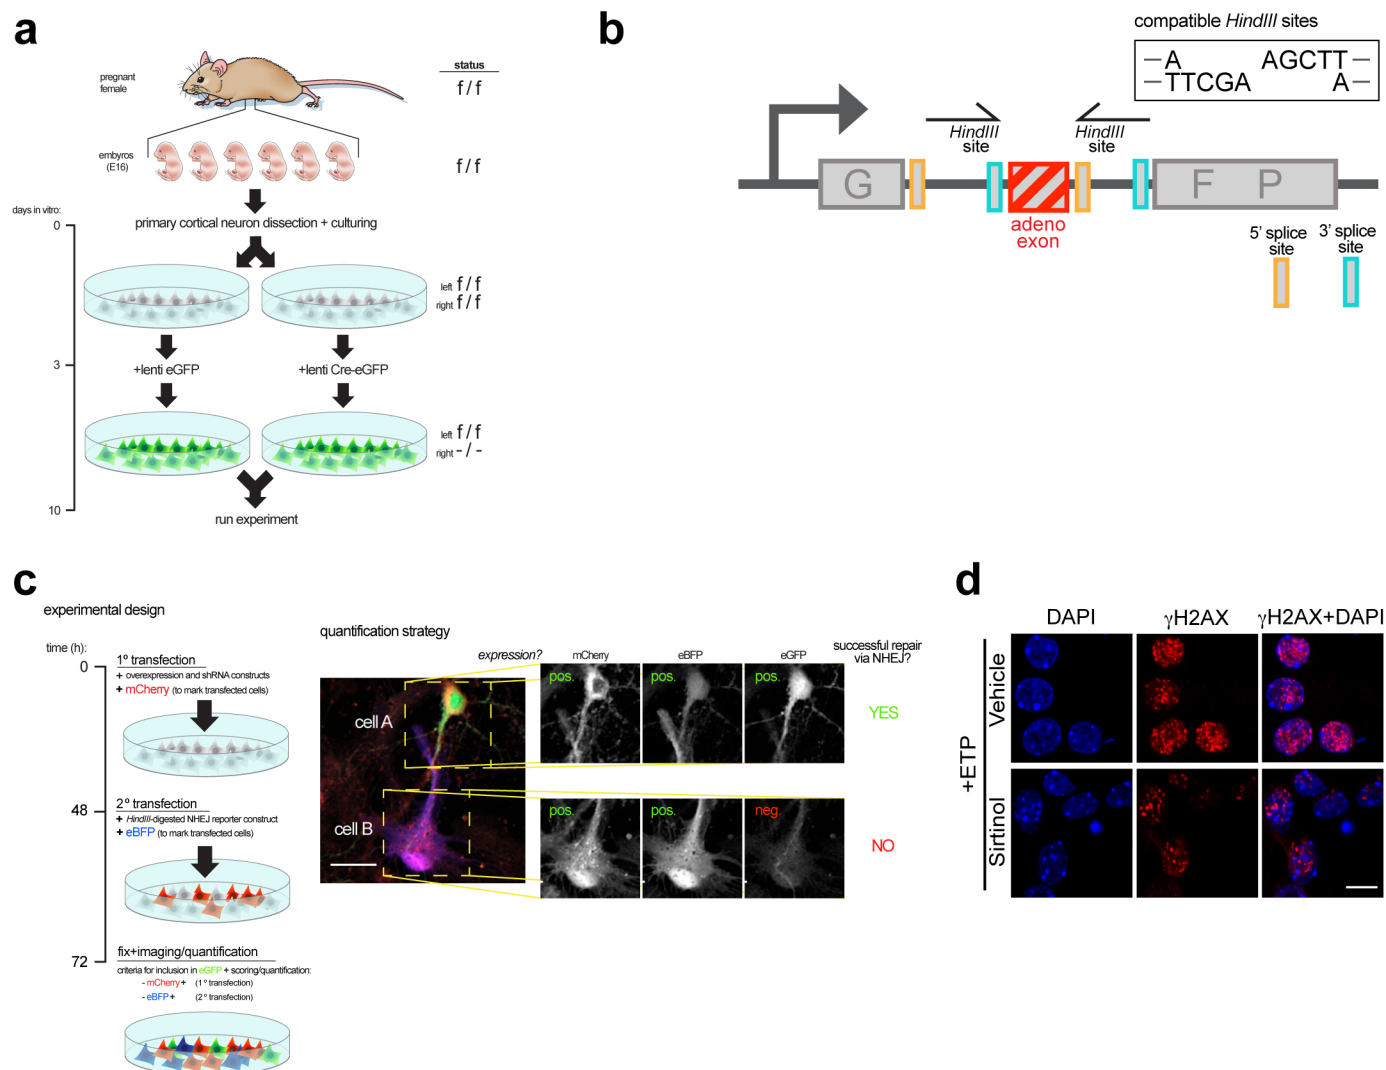 a
pregnant
female
status
f / f
embyros
(E16)
f / f
days in vitro:
0
primary cortical neuron dissection + culturing
left f / f
right f / f
3
+lenti eGFP
+lenti Cre-eGFP
left f / f
right - / -
10
run experiment
b
compatible HindIII sites
A AGCTT
TTCGA A
HindIII
site
HindIII
site
G
F P
adeno
exon
5' splice
site
3' splice
site
c
experimental design
time (h):
0
1º transfection
+ overexpression and shRNA constructs
+ mCherry (to mark transfected cells)
48
2º transfection
+ HindIII-digested NHEJ reporter construct
+ eBFP (to mark transfected cells)
72
fix+imaging/quantification
criteria for inclusion in eGFP + scoring/quantification:
- mCherry + (1º transfection)
- eBFP + (2º transfection)
quantification strategy
expression?
mCherry
eBFP
eGFP
successful repair
via NHEJ?
cell A
pos.
pos.
pos.
YES
cell B
pos.
pos.
neg.
NO
d
DAPI
γH2AX
γH2AX+DAPI
+ETP
Vehicle
Sirtinol